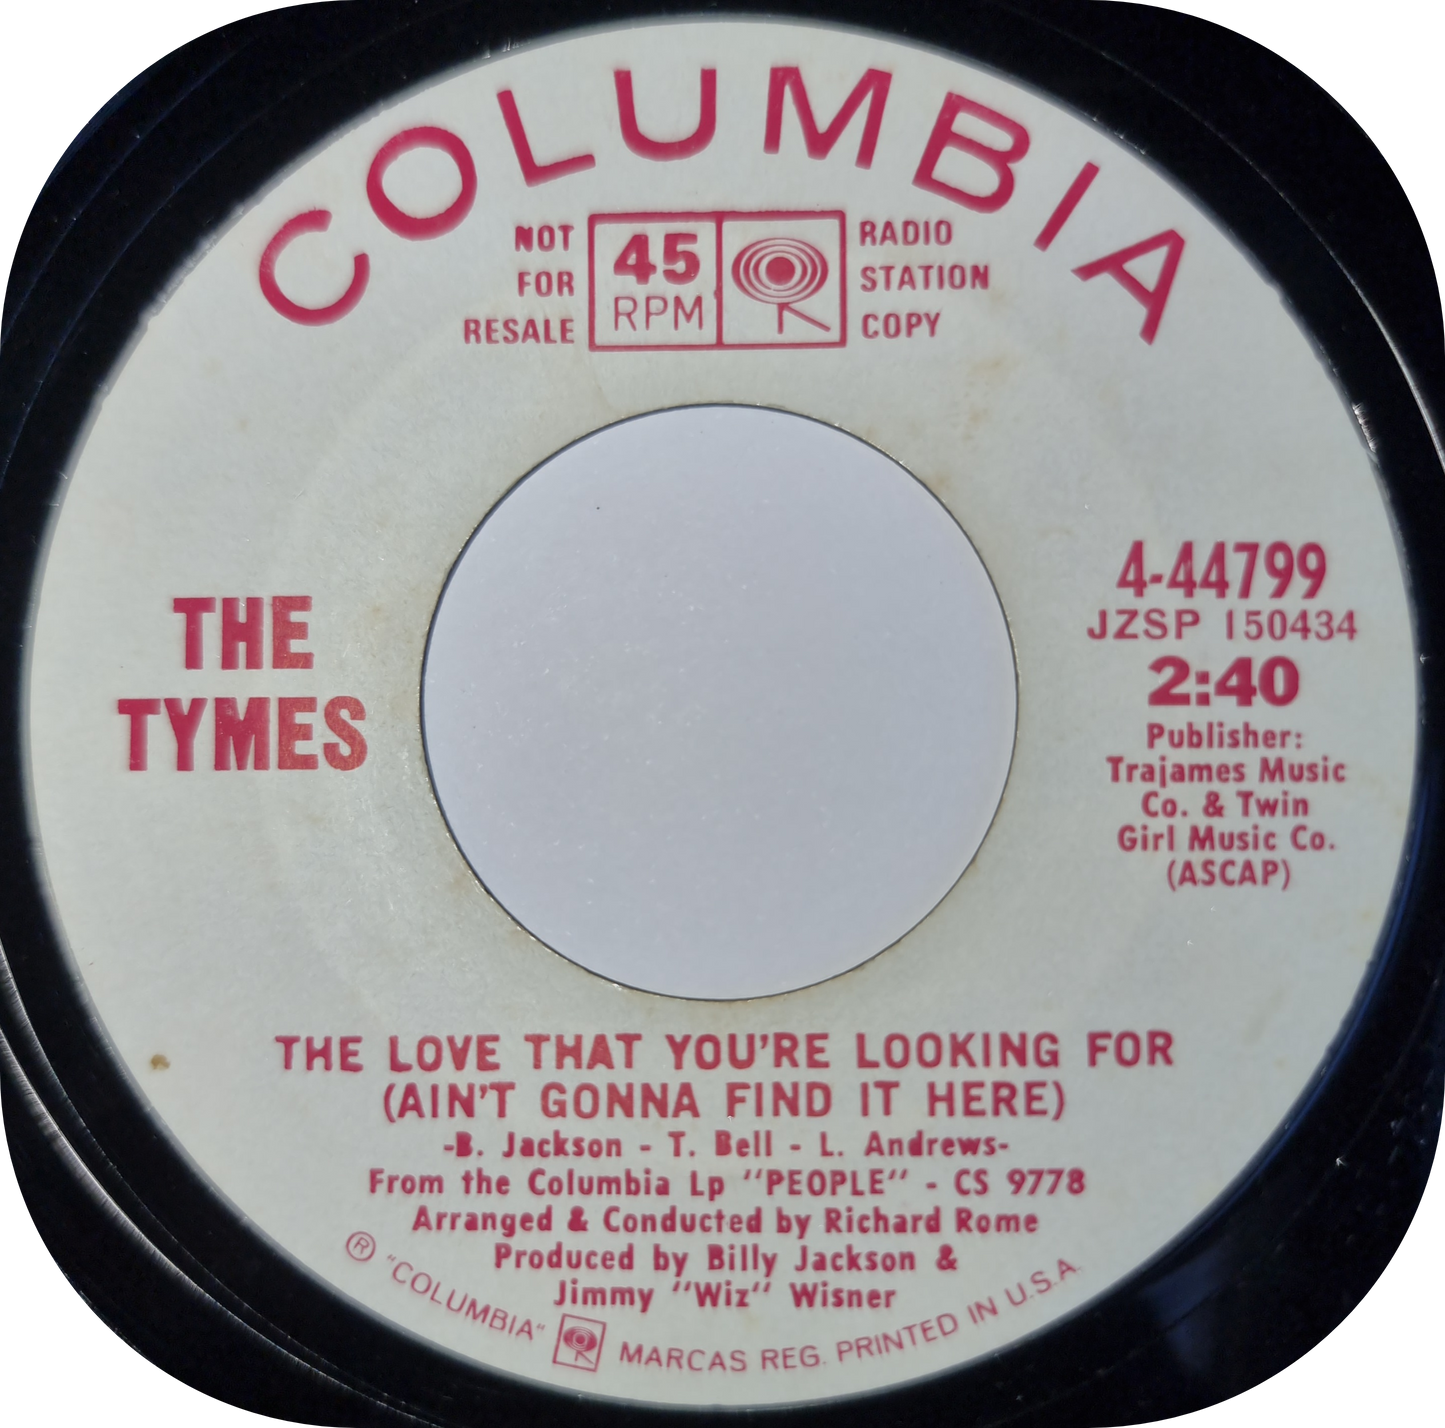 COLUMBIA
NOT
FOR
RESALE
45
RPM
RADIO
STATION
COPY
THE
TYMES
4-44799
JZSP 150434
2:40
Publisher:
Trajames Music
Co. & Twin
Girl Music Co.
(ASCAP)
THE LOVE THAT YOU'RE LOOKING FOR
(AIN'T GONNA FIND IT HERE)
-B. Jackson - T. Bell - L. Andrews-
From the Columbia Lp "PEOPLE" - CS 9778
Arranged & Conducted by Richard Rome
Produced by Billy Jackson &
Jimmy "Wiz" Wisner
® "COLUMBIA" MARCAS REG. PRINTED IN U.S.A.